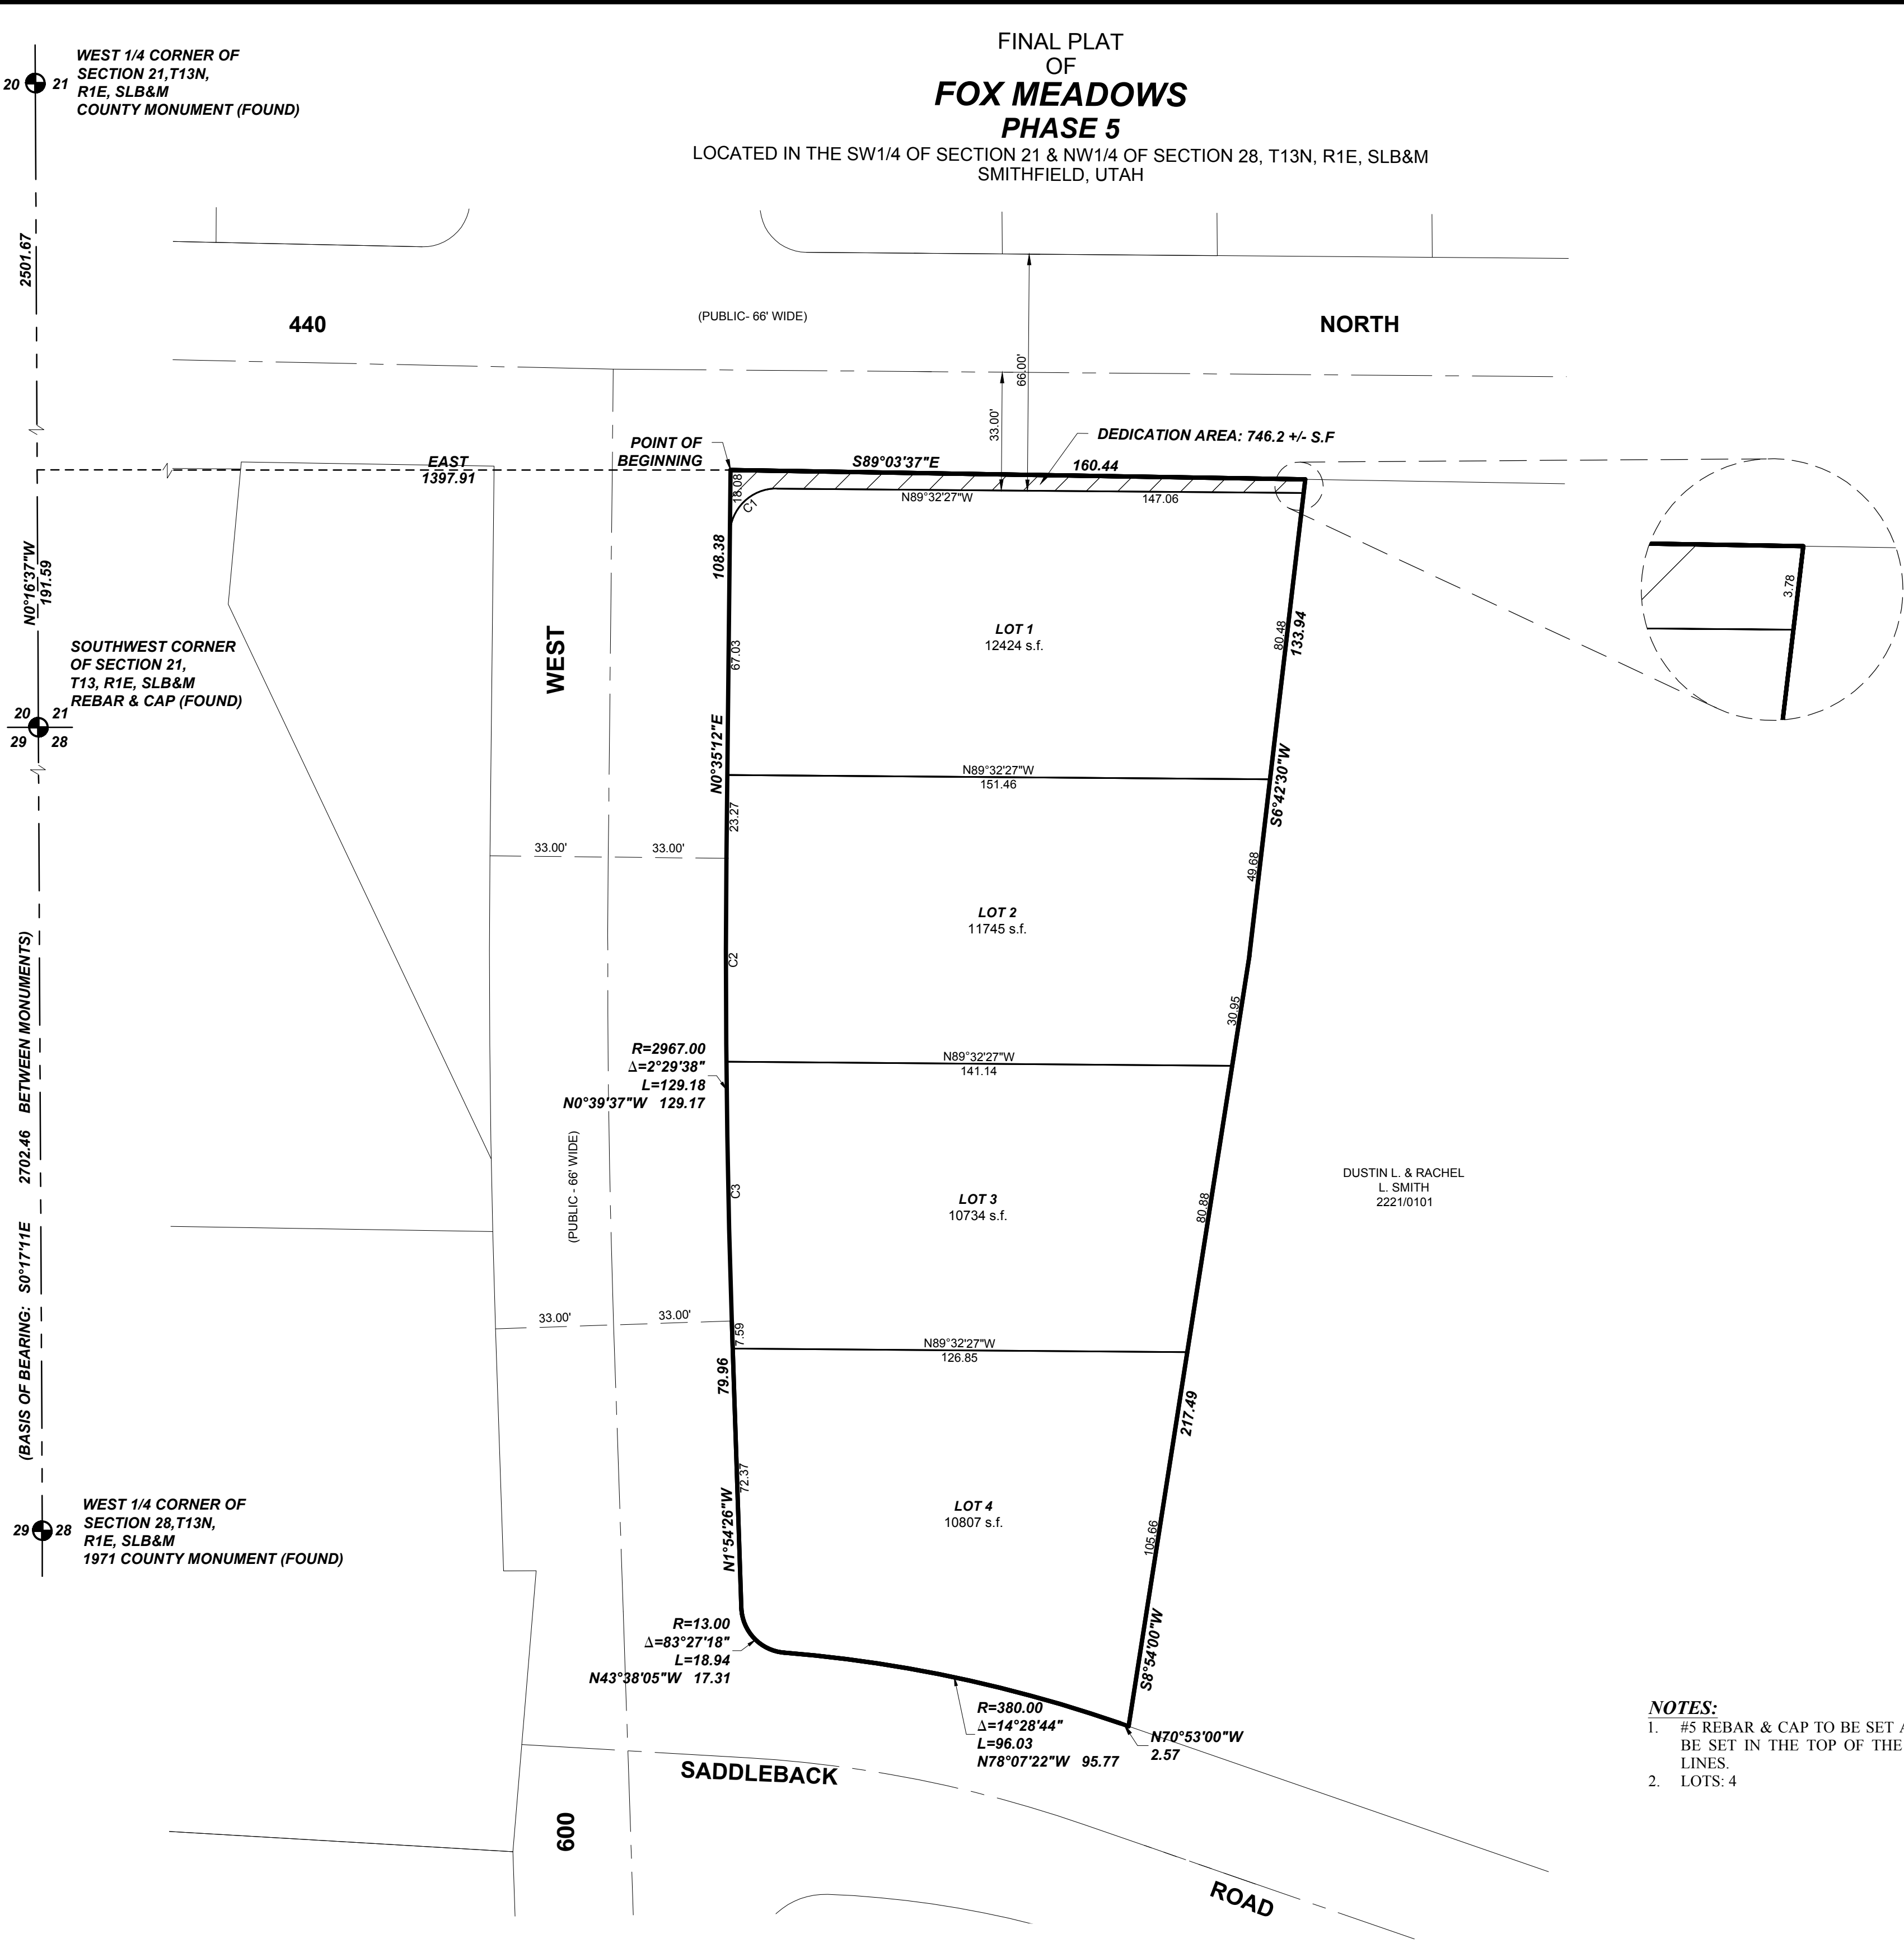 FINAL PLAT
OF
FOX MEADOWS
PHASE 5
LOCATED IN THE SW1/4 OF SECTION 21 & NW1/4 OF SECTION 28, T13N, R1E, SLB&M
SMITHFIELD, UTAH
20
21
WEST 1/4 CORNER OF
SECTION 21,T13N,
R1E, SLB&M
COUNTY MONUMENT (FOUND)
2501.67
440
(PUBLIC- 66' WIDE)
NORTH
66.00'
33.00'
DEDICATION AREA: 746.2 +/- S.F
POINT OF
BEGINNING
EAST
1397.91
S89°03'37"E
160.44
18.08
C1
N89°32'27"W
147.06
3.78
N0°16'37"W
191.59
108.38
WEST
LOT 1
12424 s.f.
80.48
133.94
67.03
SOUTHWEST CORNER
OF SECTION 21,
T13, R1E, SLB&M
REBAR & CAP (FOUND)
20
21
29
28
N0°35'12"E
N89°32'27"W
151.46
S6°42'30"W
23.27
33.00'
33.00'
49.68
LOT 2
11745 s.f.
C2
30.95
R=2967.00
Δ=2°29'38"
L=129.18
N0°39'37"W 129.17
N89°32'27"W
141.14
(PUBLIC - 66' WIDE)
C3
LOT 3
10734 s.f.
80.88
DUSTIN L. & RACHEL
L. SMITH
2221/0101
(BASIS OF BEARING: S0°17'11E 2702.46 BETWEEN MONUMENTS)
33.00'
33.00'
7.59
N89°32'27"W
126.85
79.96
217.49
72.37
N1°54'26"W
LOT 4
10807 s.f.
105.66
29
28
WEST 1/4 CORNER OF
SECTION 28,T13N,
R1E, SLB&M
1971 COUNTY MONUMENT (FOUND)
R=13.00
Δ=83°27'18"
L=18.94
N43°38'05"W 17.31
S8°54'00"W
R=380.00
Δ=14°28'44"
L=96.03
N78°07'22"W 95.77
N70°53'00"W
2.57
SADDLEBACK
600
ROAD
NOTES:
1. #5 REBAR & CAP TO BE SET
BE SET IN THE TOP OF THE
LINES.
2. LOTS: 4